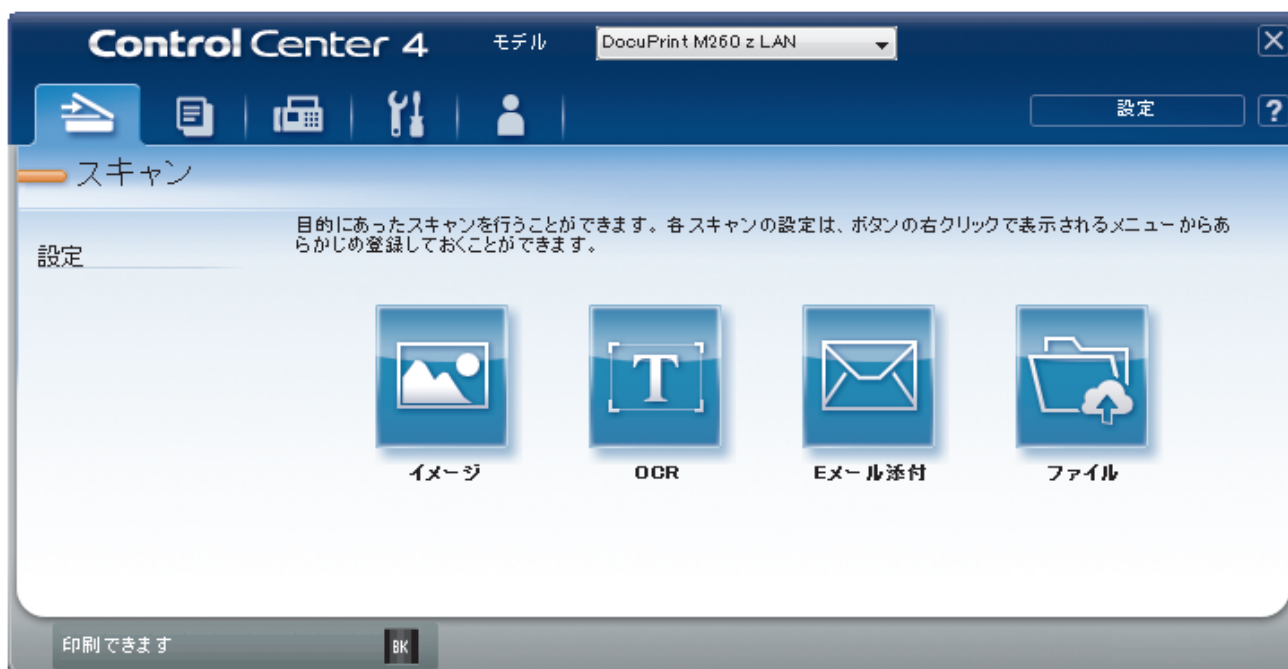 Control Center 4
モデル
DocuPrint M260 z LAN
設定
?
スキャン
目的にあったスキャンを行うことができます。各スキャンの設定は、ボタンの右クリックで表示されるメニューからあ
らかじめ登録しておくことができます。
設定
T
イメージ
OCR
Eメール添付
ファイル
印刷できます
BK